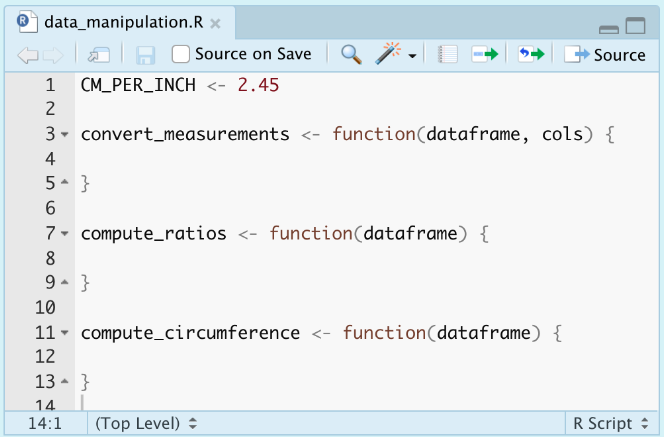 data_manipulation.R
Source on Save
Source
1 CM_PER_INCH <- 2.45
2
3 convert_measurements <- function(dataframe, cols) {
4
5 }
6
7 compute_ratios <- function(dataframe) {
8
9 }
10
11 compute_circumference <- function(dataframe) {
12
13 }
14
14:1 (Top Level) R Script